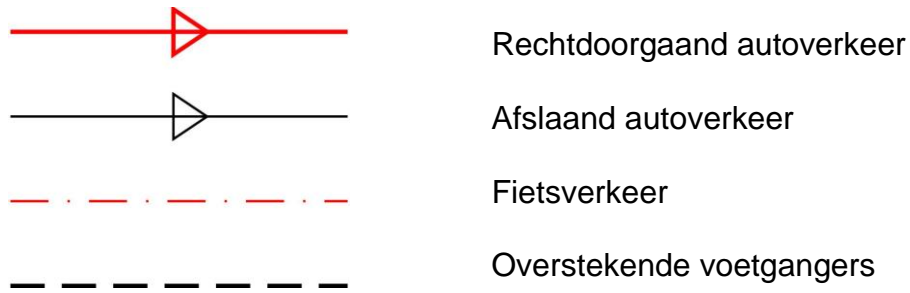 Rechtdoorgaand autoverkeer
Afslaand autoverkeer
Fietsverkeer
Overstekende voetgangers